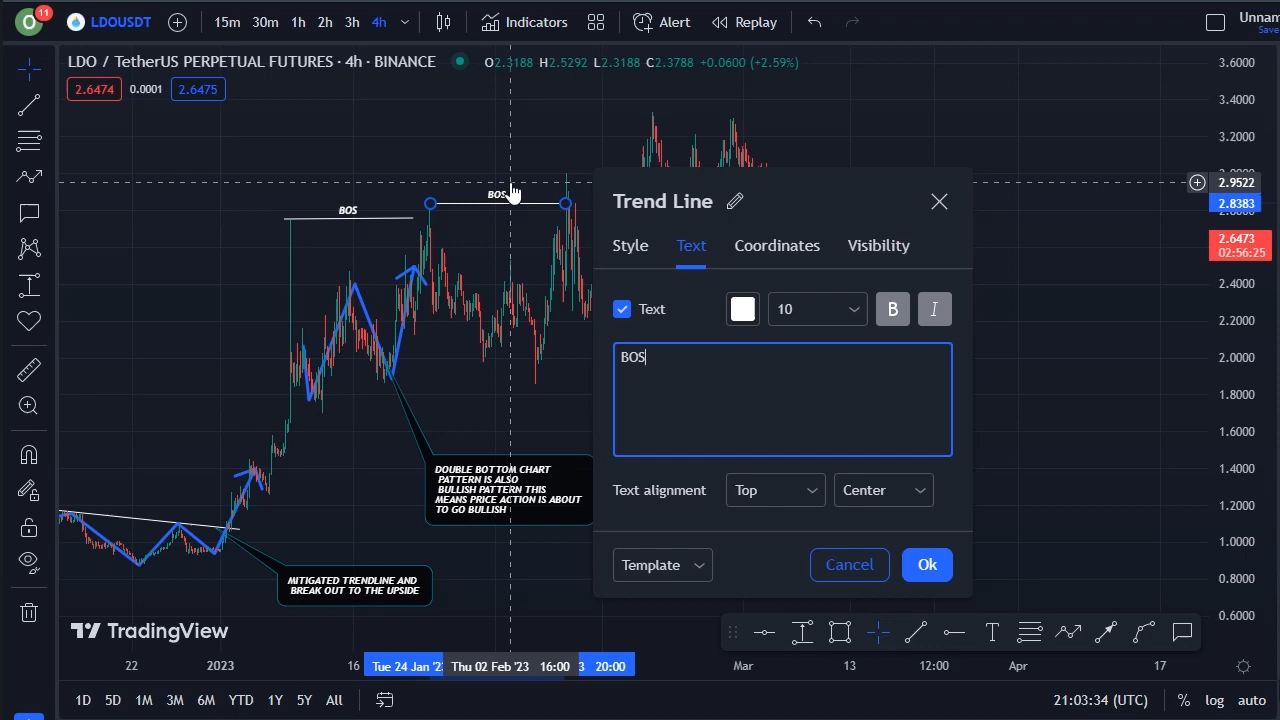 O 11 LDOUSDT 15m 30m 1h 2h 3h 4h Indicators Alert Replay Unnam
Save
LDO / TetherUS PERPETUAL FUTURES · 4h · BINANCE O2.3188 H2.5292 L2.3188 C2.3788 +0.0600 (+2.59%)
2.6474 0.0001 2.6475
3.6000
3.4000
3.2000
3.0000
2.9522
2.8383
2.8000
2.6473
02:56:25
2.4000
2.2000
2.0000
1.8000
1.6000
1.4000
1.2000
1.0000
0.8000
0.6000
BOS
BOS
DOUBLE BOTTOM CHART
PATTERN IS ALSO
BULLISH PATTERN THIS
MEANS PRICE ACTION IS ABOUT
TO GO BULLISH
MITIGATED TRENDLINE AND
BREAK OUT TO THE UPSIDE
Trend Line
Style Text Coordinates Visibility
Text 10 B I
BOS
Text alignment Top Center
Template Cancel Ok
TradingView
22 2023 16 Tue 24 Jan '23 Thu 02 Feb '23 16:00 3 20:00 Mar 13 12:00 Apr 17
1D 5D 1M 3M 6M YTD 1Y 5Y All 21:03:34 (UTC) % log auto